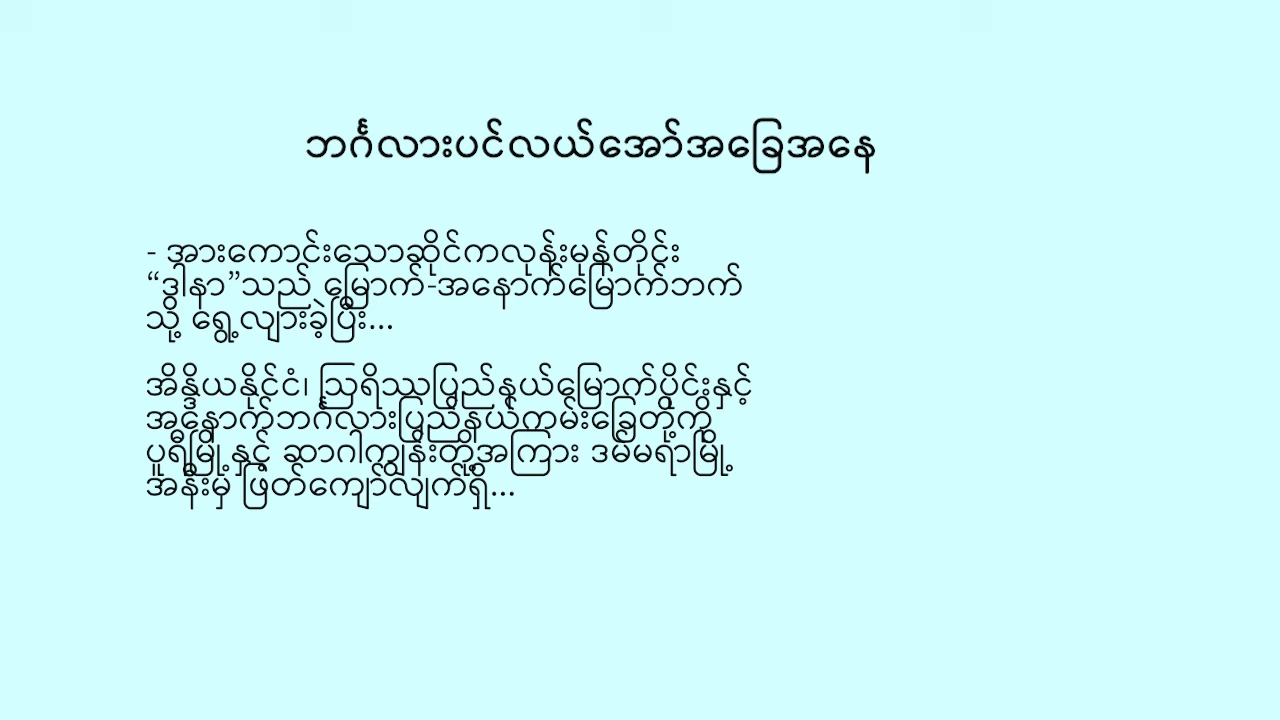 ဘင်္ဂလားပင်လယ်အော်အခြေအနေ
- အားကောင်းသောဆိုင်ကလုန်းမုန်တိုင်း
“ဒါနာ”သည် မြောက်-အနောက်မြောက်ဘက်
သို့ ရွေ့လျားခဲ့ပြီး...
အိန္ဒိယနိုင်ငံ၊ ဩရိဿပြည်နယ်မြောက်ပိုင်းနှင့်
အနောက်ဘင်္ဂလားပြည်နယ်ကမ်းခြေတို့ကို
ပူရီမြို့နှင့် ဆာဂါကျွန်းတို့အကြား ဒမ်မရာမြို့
အနီးမှ ဖြတ်ကျော်လျက်ရှိ...